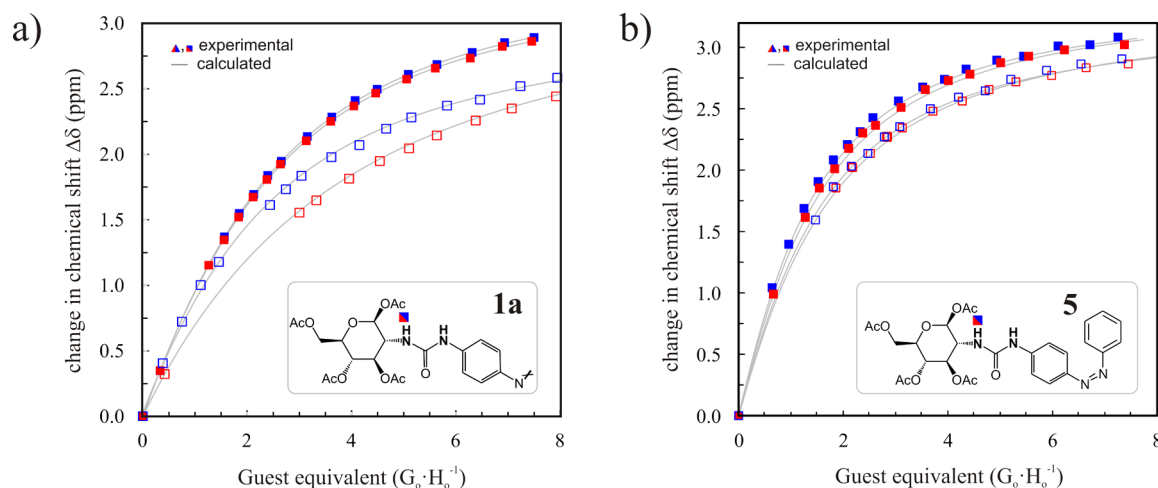 a)
change in chemical shift Δδ (ppm)
3.0
2.5
2.0
1.5
1.0
0.5
0.0
▲,■ experimental
— calculated
1a
OAc
AcO
O
H
H
N
N
AcO
OAc
O
N
0 2 4 6 8
Guest equivalent (G₀·H₀⁻¹)
b)
change in chemical shift Δδ (ppm)
3.0
2.5
2.0
1.5
1.0
0.5
0.0
▲,■ experimental
— calculated
5
OAc
AcO
O
H
H
N
N
AcO
OAc
O
N=N
0 2 4 6 8
Guest equivalent (G₀·H₀⁻¹)